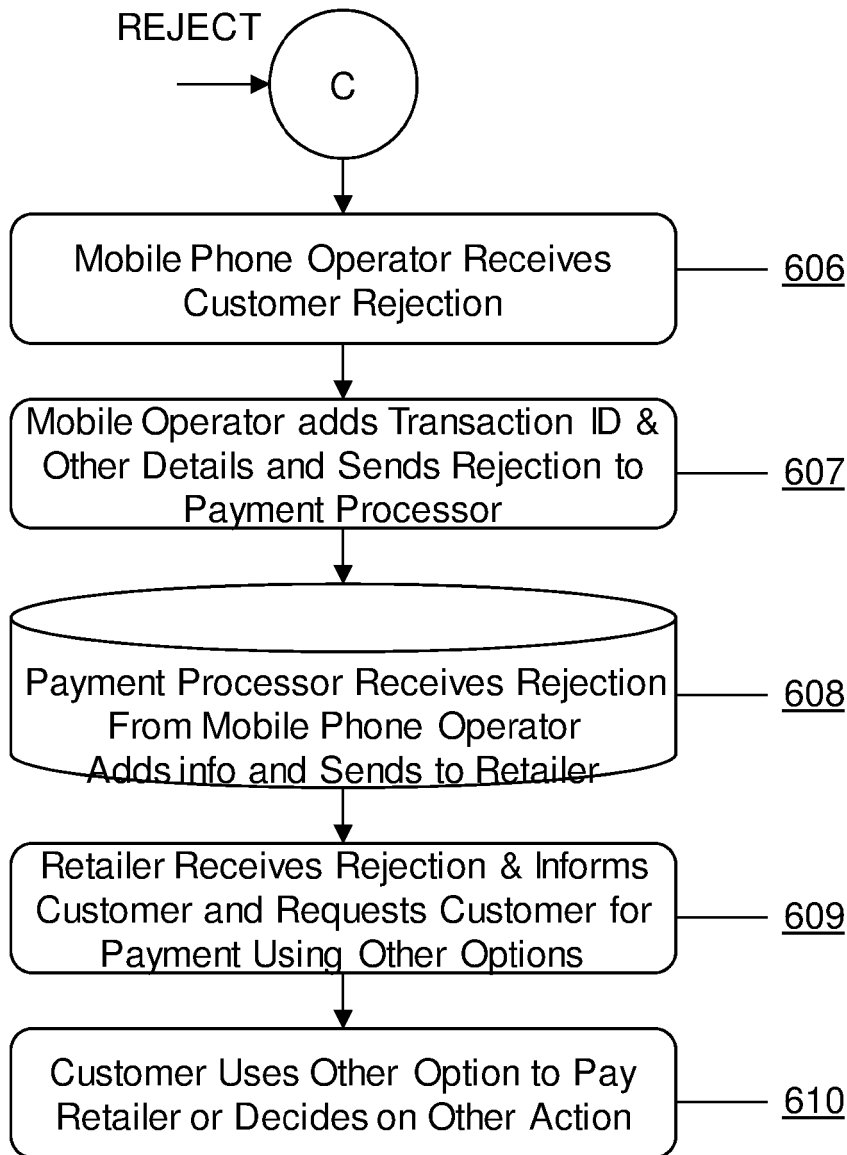 REJECT
C
Mobile Phone Operator Receives
Customer Rejection
606
Mobile Operator adds Transaction ID &
Other Details and Sends Rejection to
Payment Processor
607
Payment Processor Receives Rejection
From Mobile Phone Operator
Adds info and Sends to Retailer
608
Retailer Receives Rejection & Informs
Customer and Requests Customer for
Payment Using Other Options
609
Customer Uses Other Option to Pay
Retailer or Decides on Other Action
610